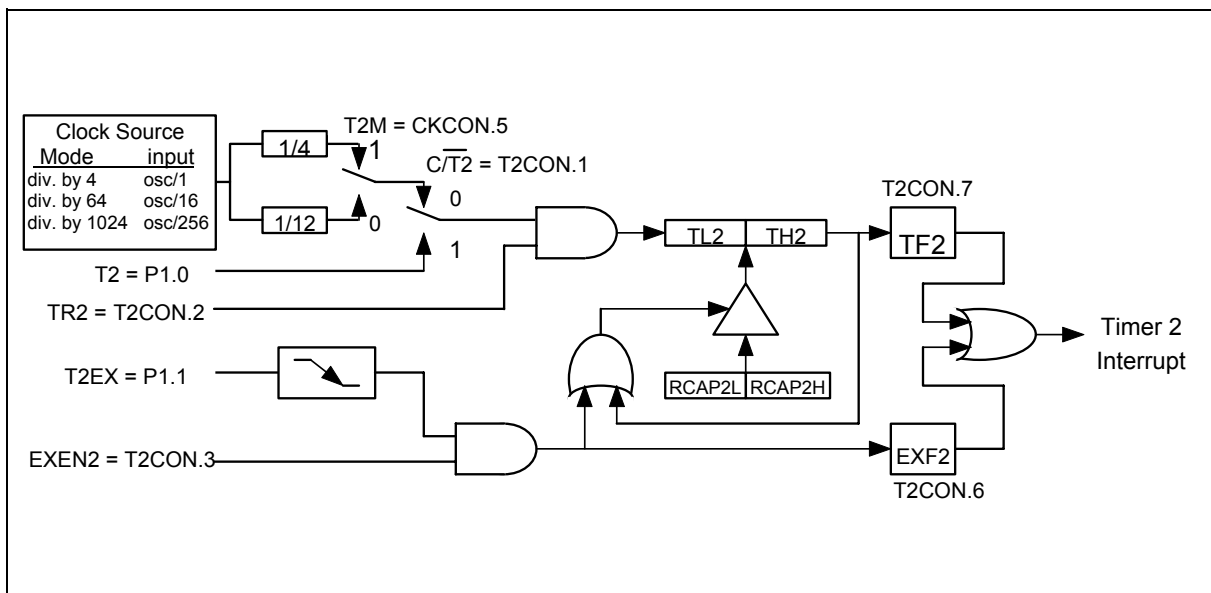 Clock Source
Mode input
div. by 4 osc/1
div. by 64 osc/16
div. by 1024 osc/256
1/4
1/12
T2M = CKCON.5
1
0
C/T2 = T2CON.1
0
1
T2 = P1.0
TR2 = T2CON.2
TL2 TH2
T2CON.7
TF2
T2EX = P1.1
RCAP2L RCAP2H
Timer 2
Interrupt
EXEN2 = T2CON.3
EXF2
T2CON.6